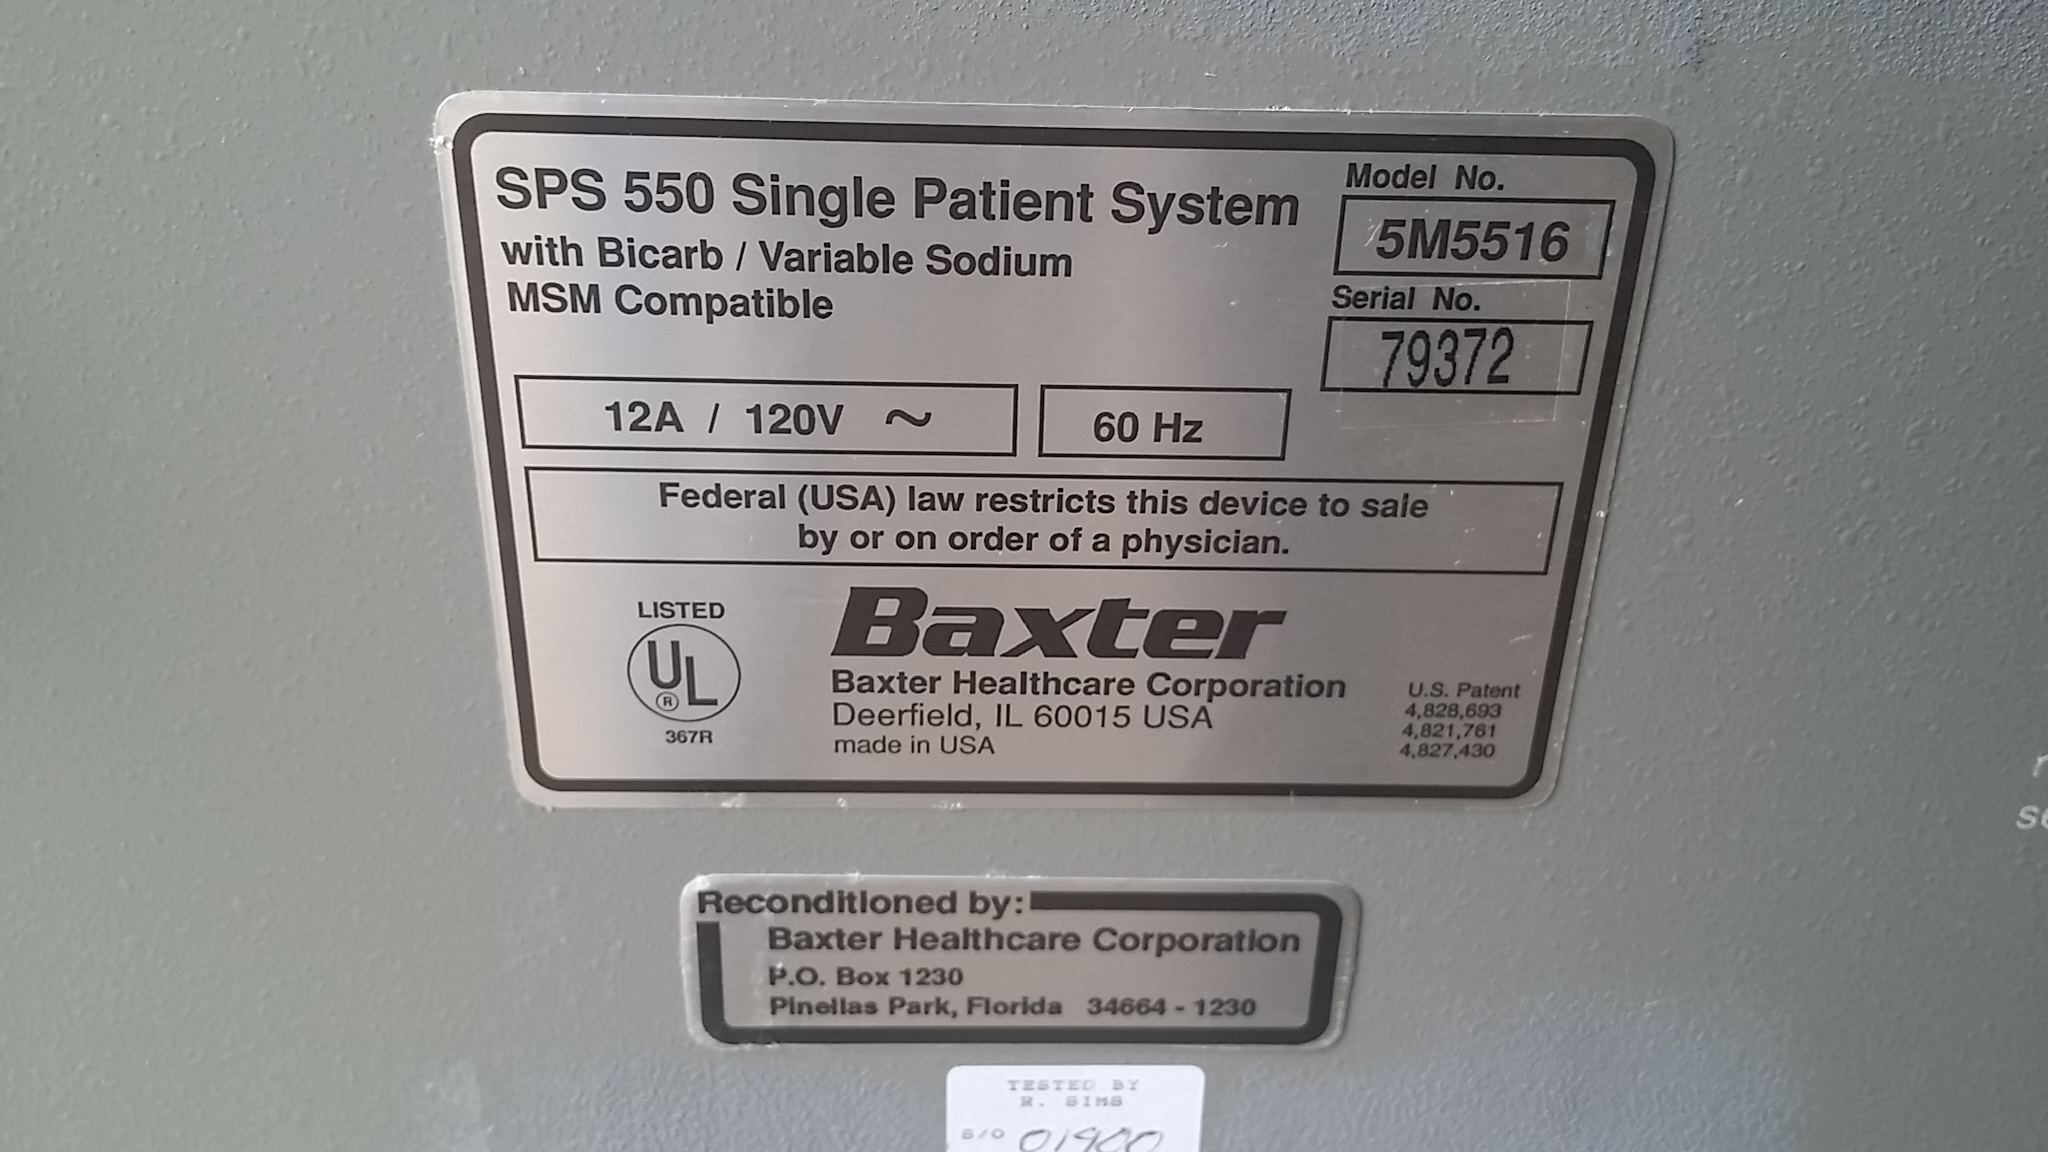 SPS 550 Single Patient System
with Bicarb / Variable Sodium
MSM Compatible
Model No.
5M5516
Serial No.
79372
12A / 120V ~
60 Hz
Federal (USA) law restricts this device to sale
by or on order of a physician.
LISTED
UL
®
367R
Baxter
Baxter Healthcare Corporation
Deerfield, IL 60015 USA
made in USA
U.S. Patent
4,828,693
4,821,761
4,827,430
Reconditioned by:
Baxter Healthcare Corporation
P.O. Box 1230
Pinellas Park, Florida 34664 - 1230
TESTED BY
R. SIMS
S/O 01900